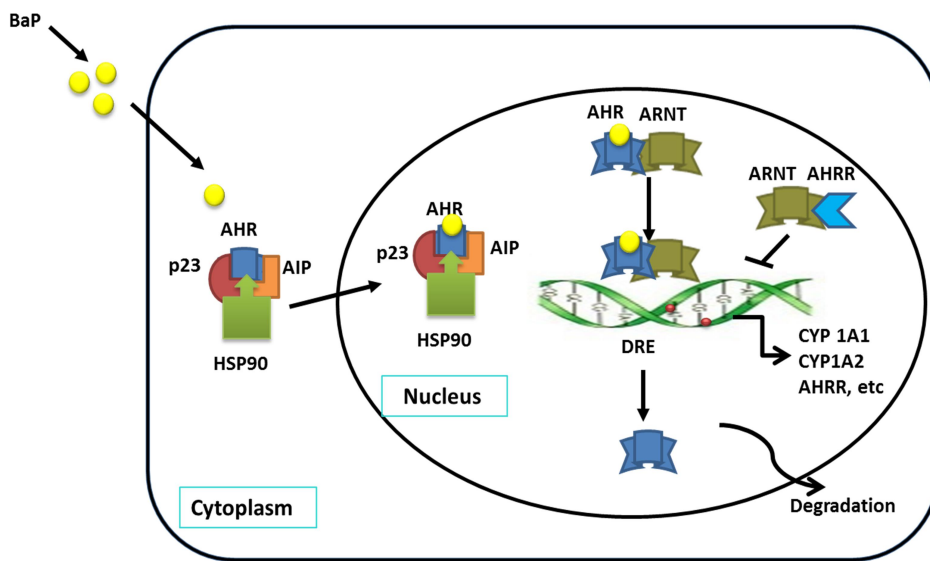 BaP
AHR
p23
AIP
HSP90
AHR
p23
AIP
HSP90
AHR ARNT
ARNT AHRR
DRE
CYP 1A1
CYP1A2
AHRR, etc
Nucleus
Degradation
Cytoplasm